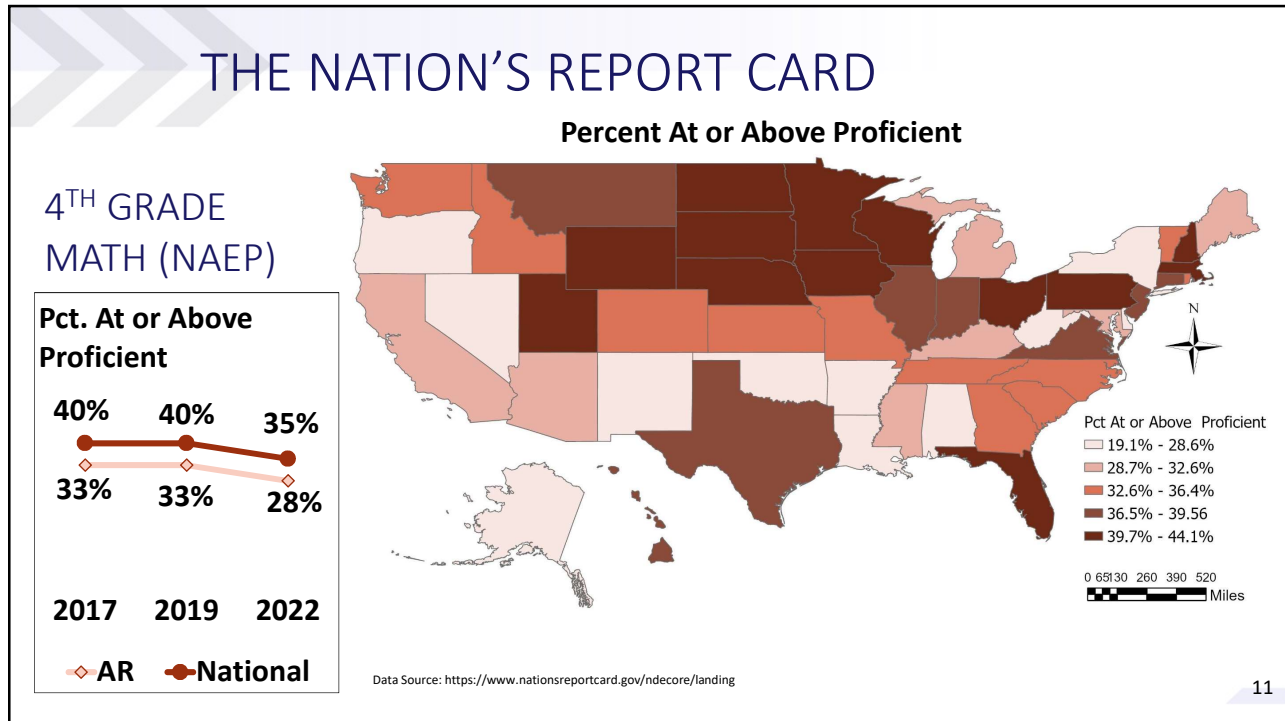 THE NATION'S REPORT CARD
Percent At or Above Proficient
4TH GRADE
MATH (NAEP)
Pct. At or Above
Proficient
40% 40% 35%
33% 33% 28%
2017 2019 2022
AR National
N
Pct At or Above Proficient
19.1% - 28.6%
28.7% - 32.6%
32.6% - 36.4%
36.5% - 39.56
39.7% - 44.1%
0 65130 260 390 520
Miles
Data Source: https://www.nationsreportcard.gov/ndecore/landing
11